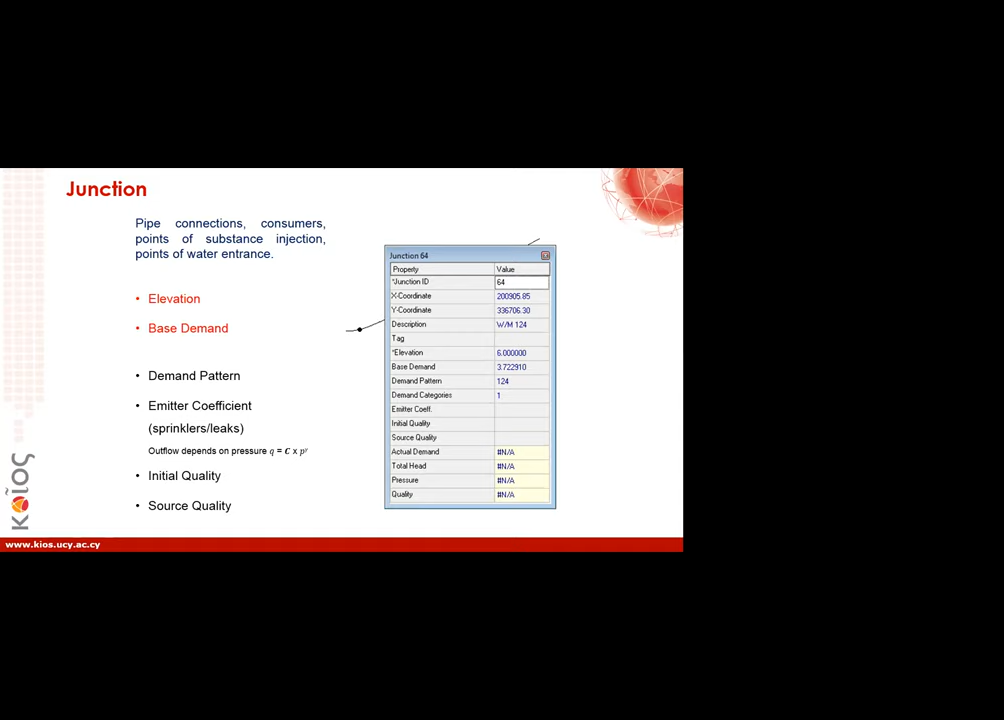 Junction
Pipe connections, consumers,
points of substance injection,
points of water entrance.
• Elevation
• Base Demand
• Demand Pattern
• Emitter Coefficient
(sprinklers/leaks)
Outflow depends on pressure q = C x pʸ
• Initial Quality
• Source Quality
Junction 64
Property Value
*Junction ID 64
X-Coordinate 200905.85
Y-Coordinate 336706.30
Description W/M 124
Tag
*Elevation 6.000000
Base Demand 3.722910
Demand Pattern 124
Demand Categories 1
Emitter Coeff.
Initial Quality
Source Quality
Actual Demand #N/A
Total Head #N/A
Pressure #N/A
Quality #N/A
κοῖος
www.kios.ucy.ac.cy